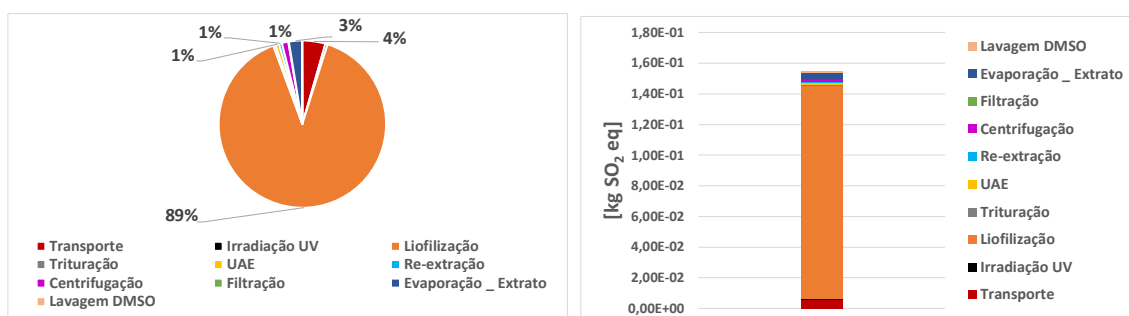 1%
1%
1%
3%
4%
89%
Transporte
Irradiação UV
Liofilização
Trituração
UAE
Re-extração
Centrifugação
Filtração
Evaporação _ Extrato
Lavagem DMSO
[kg SO₂ eq]
1,80E-01
1,60E-01
1,40E-01
1,20E-01
1,00E-01
8,00E-02
6,00E-02
4,00E-02
2,00E-02
0,00E+00
Lavagem DMSO
Evaporação _ Extrato
Filtração
Centrifugação
Re-extração
UAE
Trituração
Liofilização
Irradiação UV
Transporte